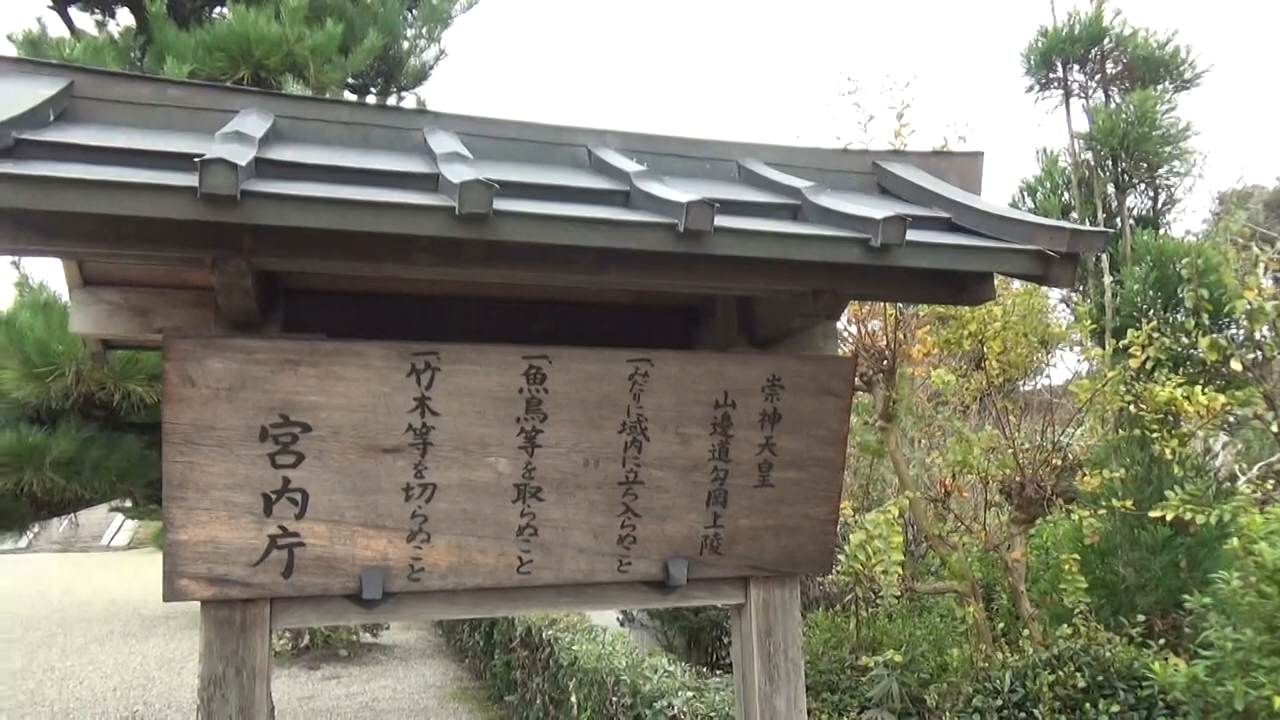 崇神天皇
山邊道勾岡上陵
一みだりに域内に立ち入らぬこと
一魚鳥等を取らぬこと
一竹木等を切らぬこと
宮内庁